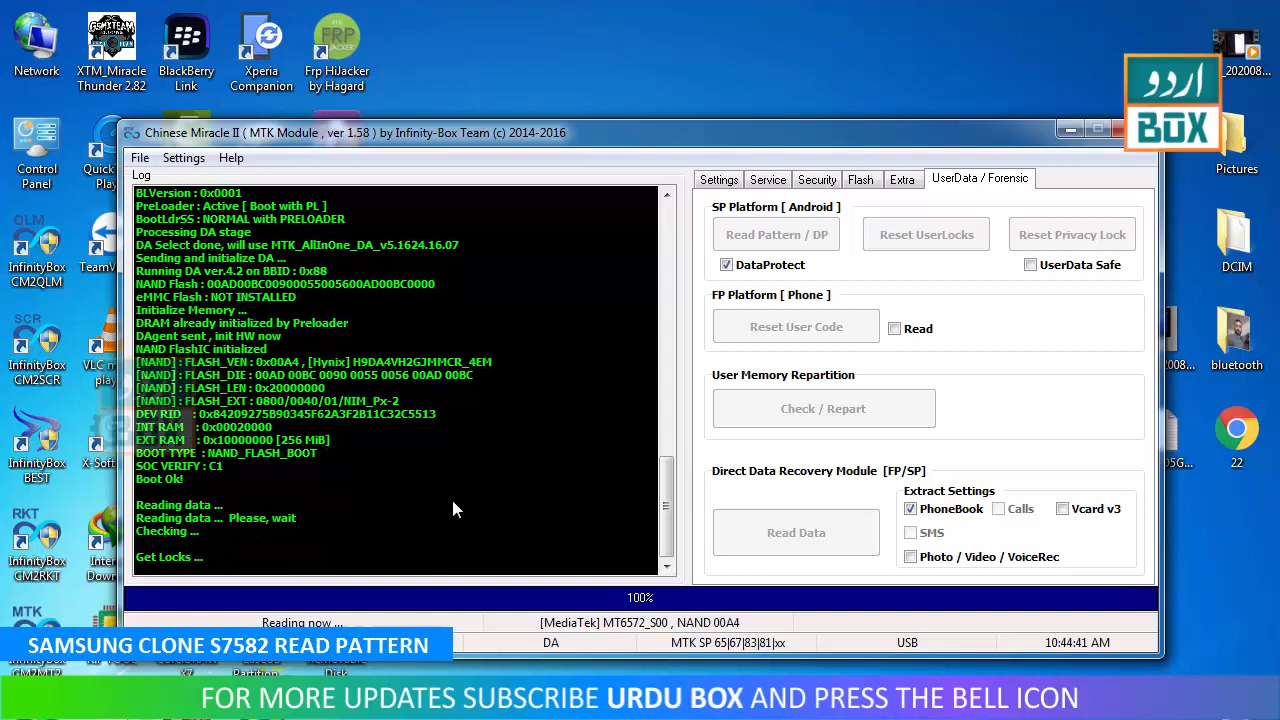 Network
GSMXTEAM
XTM_Miracle
Thunder 2.82
BlackBerry
Link
Xperia
Companion
FRP
HIJACKER
Frp HiJacker
by Hagard
_202008...
اردو
BOX
Control
Panel
Pictures
QLM
InfinityBox
CM2QLM
DCIM
SCR
InfinityBox
CM2SCR
VLC
bluetooth
InfinityBox
BEST
X-Soft
22
RKT
InfinityBox
CM2RKT
MTK
Chinese Miracle II ( MTK Module , ver 1.58 ) by Infinity-Box Team (c) 2014-2016
File Settings Help
Log
BLVersion : 0x0001
PreLoader : Active [ Boot with PL ]
BootLdrSS : NORMAL with PRELOADER
Processing DA stage
DA Select done, will use MTK_AllInOne_DA_v5.1624.16.07
Sending and initialize DA ...
Running DA ver.4.2 on BBID : 0x88
NAND Flash : 00AD00BC00900055005600AD00BC0000
eMMC Flash : NOT INSTALLED
Initialize Memory ...
DRAM already initialized by Preloader
DAgent sent , init HW now
NAND FlashIC initialized
[NAND] : FLASH_VEN : 0x00A4 , [Hynix] H9DA4VH2GJMMCR_4EM
[NAND] : FLASH_DIE : 00AD 00BC 0090 0055 0056 00AD 00BC
[NAND] : FLASH_LEN : 0x20000000
[NAND] : FLASH_EXT : 0800/0040/01/NIM_Px-2
DEV RID : 0x84209275B90345F62A3F2B11C32C5513
INT RAM : 0x00020000
EXT RAM : 0x10000000 [256 MiB]
BOOT TYPE : NAND_FLASH_BOOT
SOC VERIFY : C1
Boot Ok!
Reading data ...
Reading data ... Please, wait
Checking ...
Get Locks ...
Settings Service Security Flash Extra UserData / Forensic
SP Platform [ Android ]
Read Pattern / DP Reset UserLocks Reset Privacy Lock
DataProtect UserData Safe
FP Platform [ Phone ]
Reset User Code Read
User Memory Repartition
Check / Repart
Direct Data Recovery Module [FP/SP]
Extract Settings
PhoneBook Calls Vcard v3
Read Data
SMS
Photo / Video / VoiceRec
100%
Reading now ... [MediaTek] MT6572_S00 , NAND 00A4
DA MTK SP 65|67|83|81|xx USB 10:44:41 AM
SAMSUNG CLONE S7582 READ PATTERN
FOR MORE UPDATES SUBSCRIBE URDU BOX AND PRESS THE BELL ICON